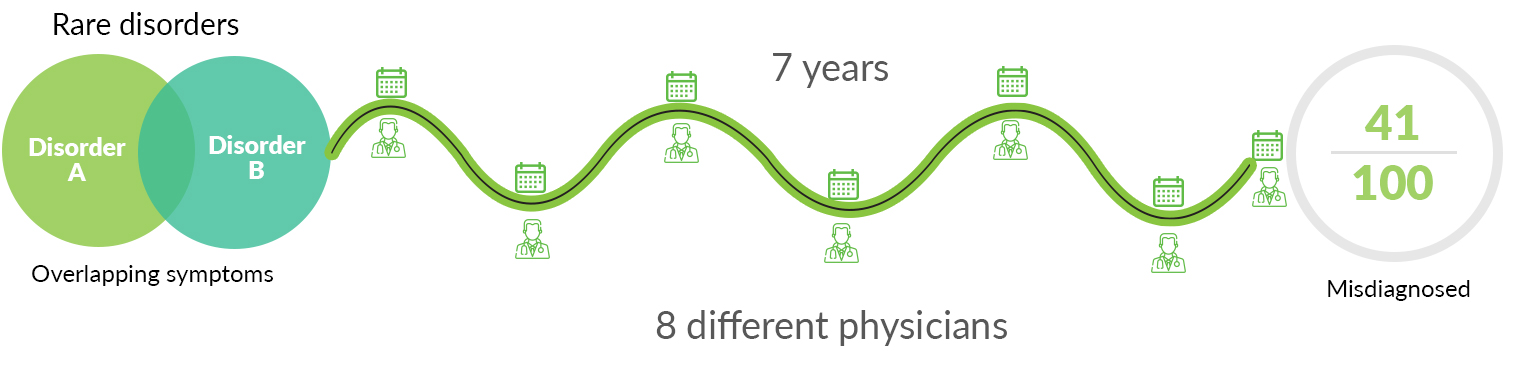 Rare disorders
Disorder
A
Disorder
B
Overlapping symptoms
7 years
8 different physicians
41
100
Misdiagnosed